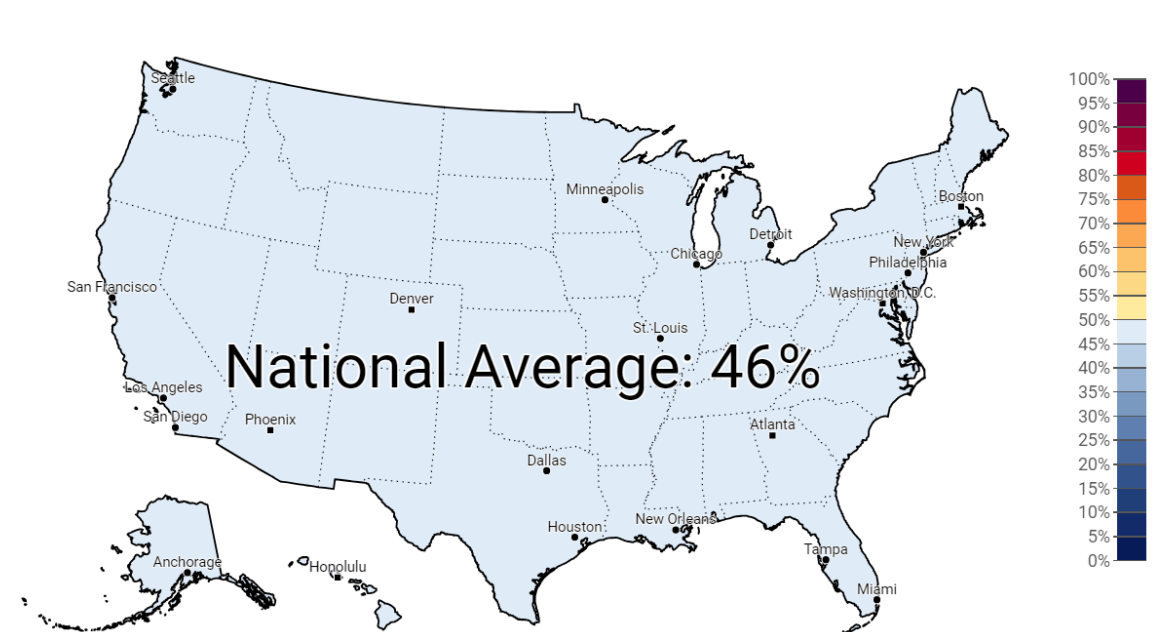 Seattle
100%
95%
90%
85%
80%
75%
70%
65%
60%
55%
50%
45%
40%
35%
30%
25%
20%
15%
10%
5%
0%
Minneapolis
Boston
Detroit
New York
Chicago
Philadelphia
San Francisco
Washington, D.C.
Denver
St. Louis
National Average: 46%
Los Angeles
San Diego
Phoenix
Atlanta
Dallas
Houston
New Orleans
Tampa
Anchorage
Honolulu
Miami